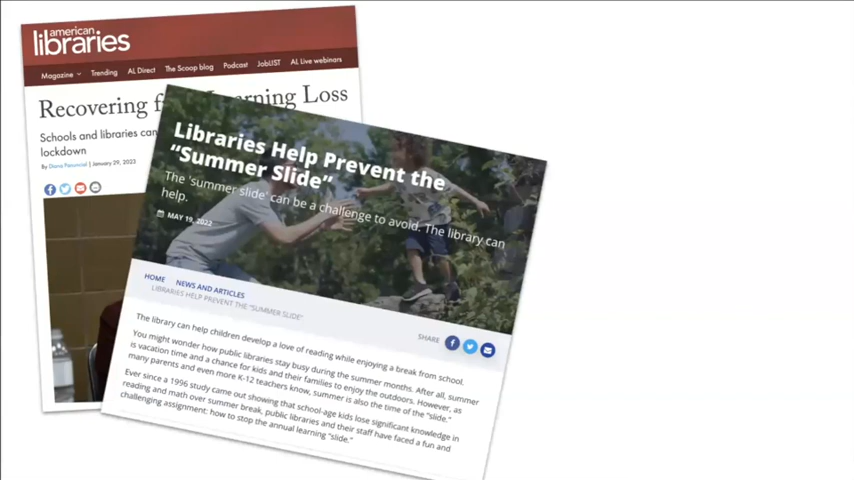 american
libraries
Magazine
Trending
AL Direct
The Scoop blog
Podcast
JobLIST
AL Live webinars
Recovering Loss
Schools and libraries can
lockdown
By | January 29, 2023
Libraries Help Prevent the
“Summer Slide”
The 'summer slide' can be a challenge to avoid. The library can
help.
MAY 19, 2022
HOME
NEWS AND ARTICLES
LIBRARIES HELP PREVENT THE “SUMMER SLIDE”
SHARE
The library can help children develop a love of reading while enjoying a break from school.
You might wonder how public libraries stay busy during the summer months. After all, summer
is vacation time and a chance for kids and their families to enjoy the outdoors. However, as
many parents and even more K-12 teachers know, summer is also the time of the “slide.”
Ever since a 1996 study came out showing that school-age kids lose significant knowledge in
reading and math over summer break, public libraries and their staff have faced a fun and
challenging assignment: how to stop the annual learning “slide.”